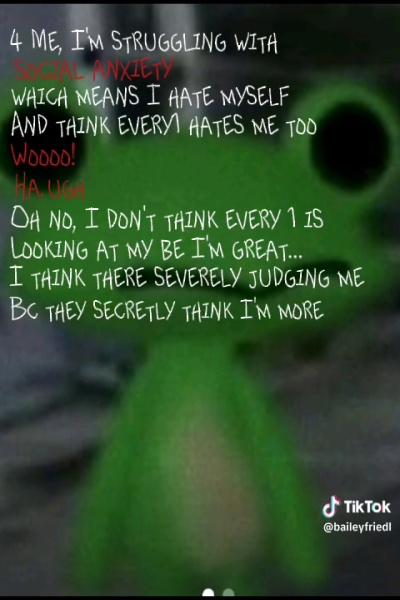 4 ME, I'M STRUGGLING WITH
SOCIAL ANXIETY
WHICH MEANS I HATE MYSELF
AND THINK EVERY1 HATES ME TOO
WOOOO!
HA, UGH
OH NO, I DON'T THINK EVERY 1 IS
LOOKING AT MY BE I'M GREAT...
I THINK THERE SEVERELY JUDGING ME
BC THEY SECRETLY THINK I'M MORE
TikTok
@baileyfriedl